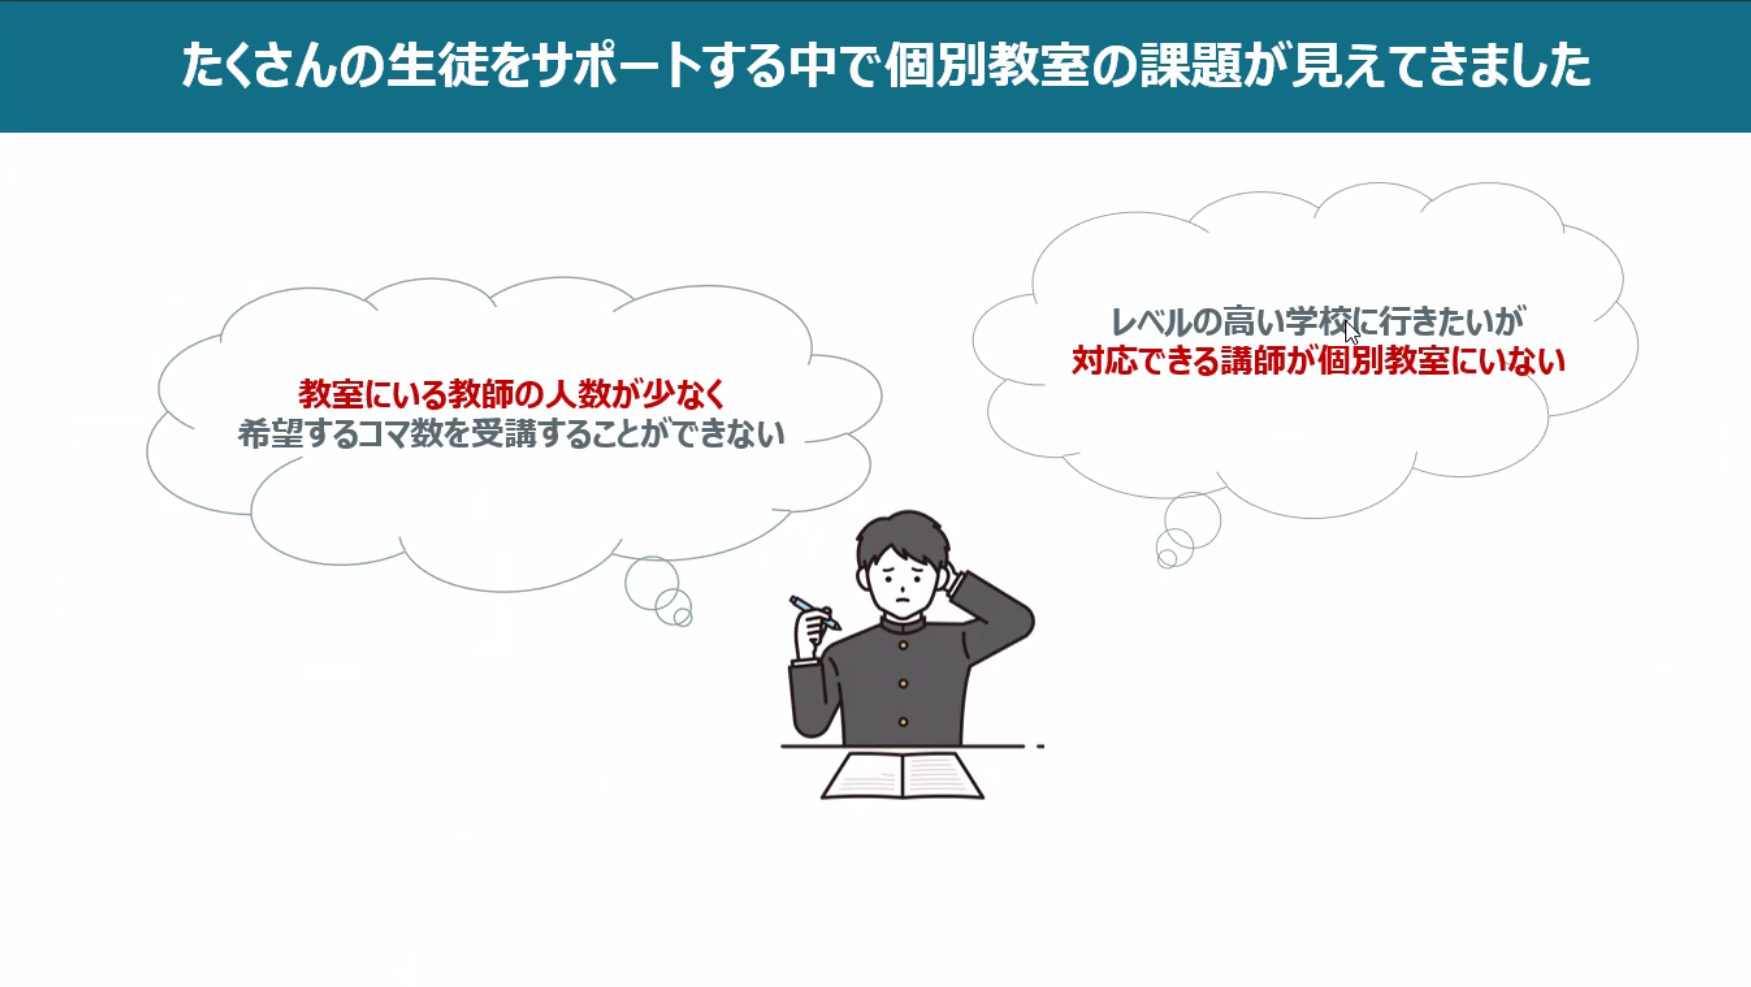 たくさんの生徒をサポートする中で個別教室の課題が見えてきました
教室にいる教師の人数が少なく
希望するコマ数を受講することができない
レベルの高い学校に行きたいが
対応できる講師が個別教室にいない